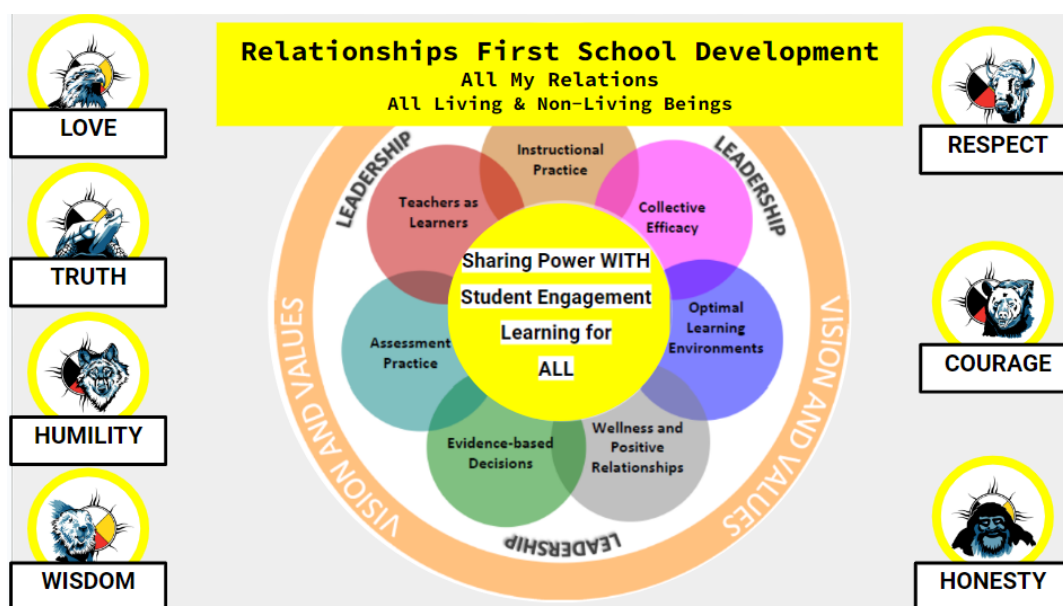 Relationships First School Development
All My Relations
All Living & Non-Living Beings
LOVE
TRUTH
HUMILITY
WISDOM
RESPECT
COURAGE
HONESTY
LEADERSHIP
LEADERSHIP
LEADERSHIP
VISION AND VALUES
VISION AND VALUES
Instructional
Practice
Collective
Efficacy
Optimal
Learning
Environments
Wellness and
Positive
Relationships
Evidence-based
Decisions
Assessment
Practice
Teachers as
Learners
Sharing Power WITH
Student Engagement
Learning for
ALL